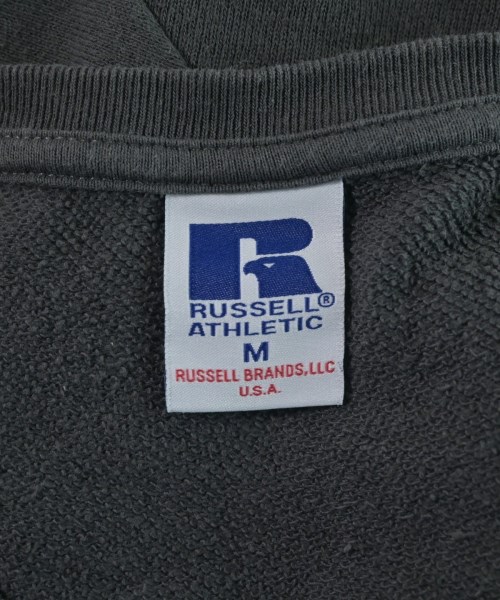 RUSSELL®
ATHLETIC
M
RUSSELL BRANDS,LLC
U.S.A.